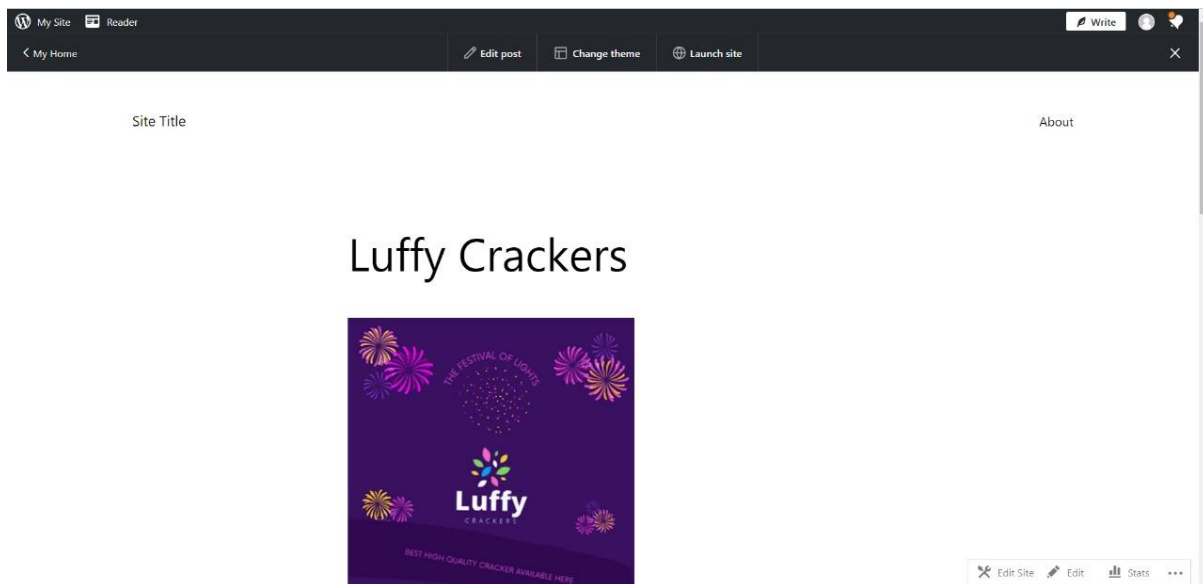 My Site Reader Write
My Home Edit post Change theme Launch site
Site Title About
Luffy Crackers
THE FESTIVAL OF LIGHTS
Luffy
CRACKERS
BEST HIGH QUALITY CRACKER AVAILABLE HERE
Edit Site Edit Stats